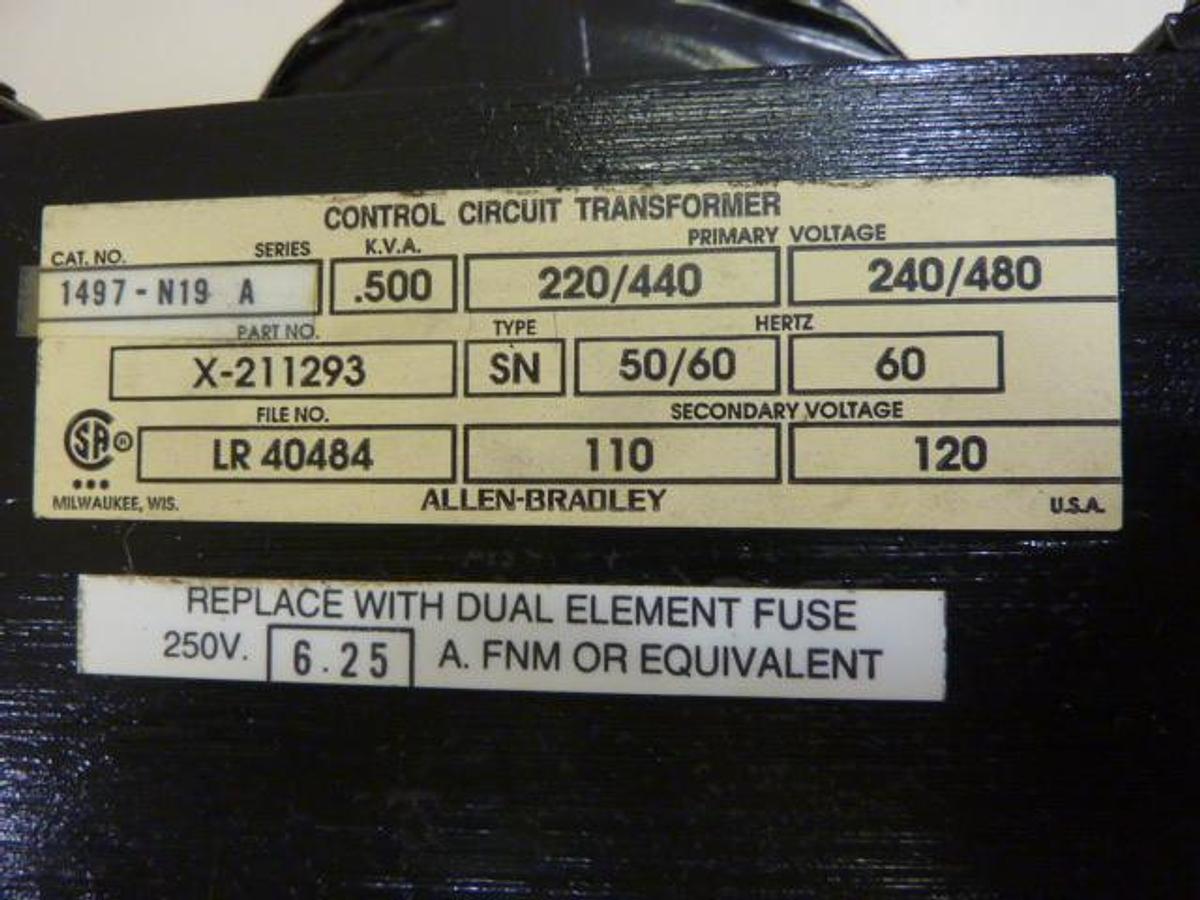 CONTROL CIRCUIT TRANSFORMER
CAT. NO. SERIES K.V.A. PRIMARY VOLTAGE
1497-N19 A .500 220/440 240/480
PART NO. TYPE HERTZ
X-211293 SN 50/60 60
FILE NO. SECONDARY VOLTAGE
SA ® LR 40484 110 120
MILWAUKEE, WIS. ALLEN-BRADLEY U.S.A.
REPLACE WITH DUAL ELEMENT FUSE
250V. 6.25 A. FNM OR EQUIVALENT